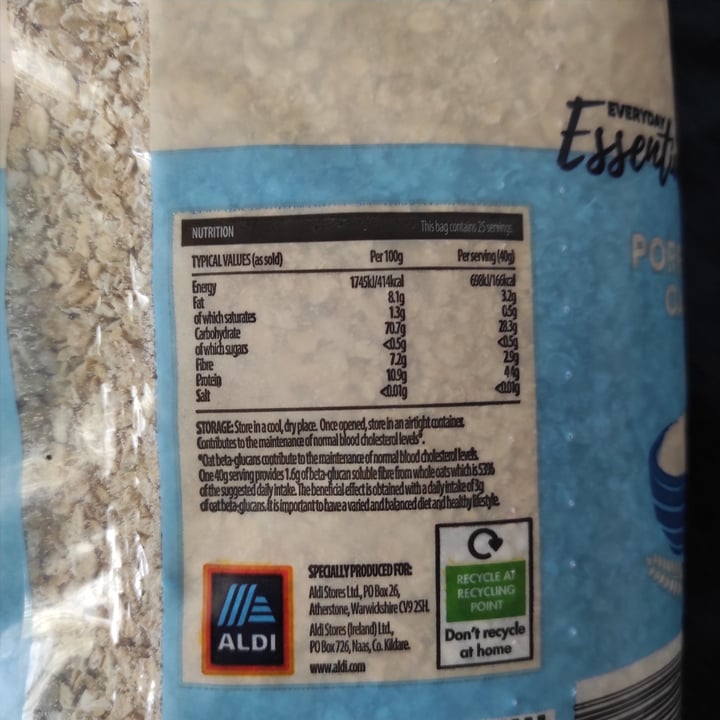 EVERYDAY
NUTRITION This bag contains 25 servings
TYPICAL VALUES (as sold) Per 100g Per serving (40g)
Energy 1745kJ/414kcal 698kJ/166kcal
Fat 8.1g 3.2g
of which saturates 1.3g 0.5g
Carbohydrate 70.7g 28.3g
of which sugars <0.5g <0.5g
Fibre 7.2g 2.9g
Protein 10.9g 4.4g
Salt <0.01g <0.01g
STORAGE: Store in a cool, dry place. Once opened, store in an airtight container.
Contributes to the maintenance of normal blood cholesterol levels*.
*Oat beta-glucans contribute to the maintenance of normal blood cholesterol levels.
One 40g serving provides 1.6g of beta-glucan soluble fibre from whole oats which is 53%
of the suggested daily intake. The beneficial effect is obtained with a daily intake of 3g
of oat beta-glucans. It is important to have a varied and balanced diet and healthy lifestyle.
ALDI
SPECIALLY PRODUCED FOR:
Aldi Stores Ltd., PO Box 26,
Atherstone, Warwickshire CV9 2SH.
Aldi Stores (Ireland) Ltd.,
PO Box 726, Naas, Co. Kildare.
www.aldi.com
RECYCLE AT
RECYCLING
POINT
Don't recycle
at home